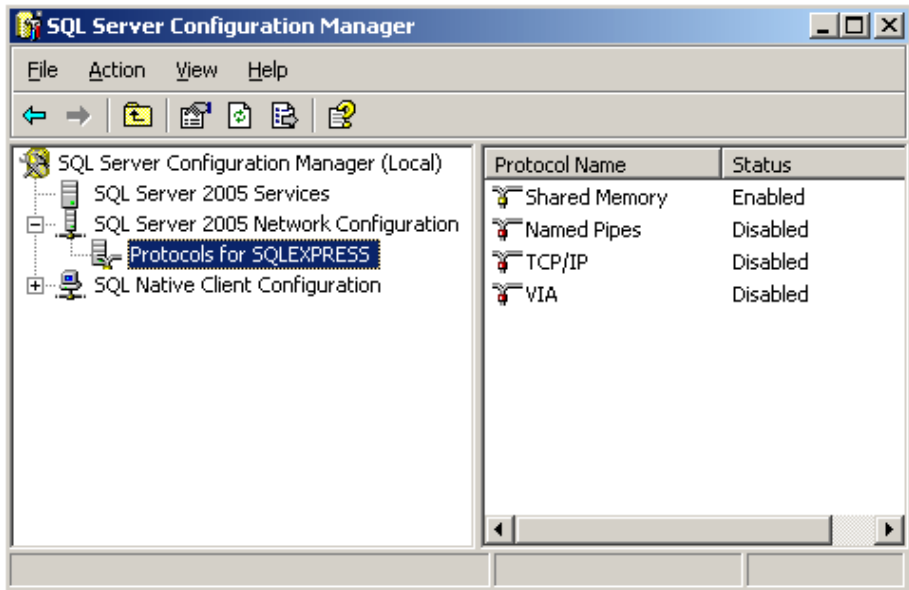 SQL Server Configuration Manager
File Action View Help
SQL Server Configuration Manager (Local)
SQL Server 2005 Services
SQL Server 2005 Network Configuration
Protocols for SQLEXPRESS
SQL Native Client Configuration
Protocol Name Status
Shared Memory Enabled
Named Pipes Disabled
TCP/IP Disabled
VIA Disabled